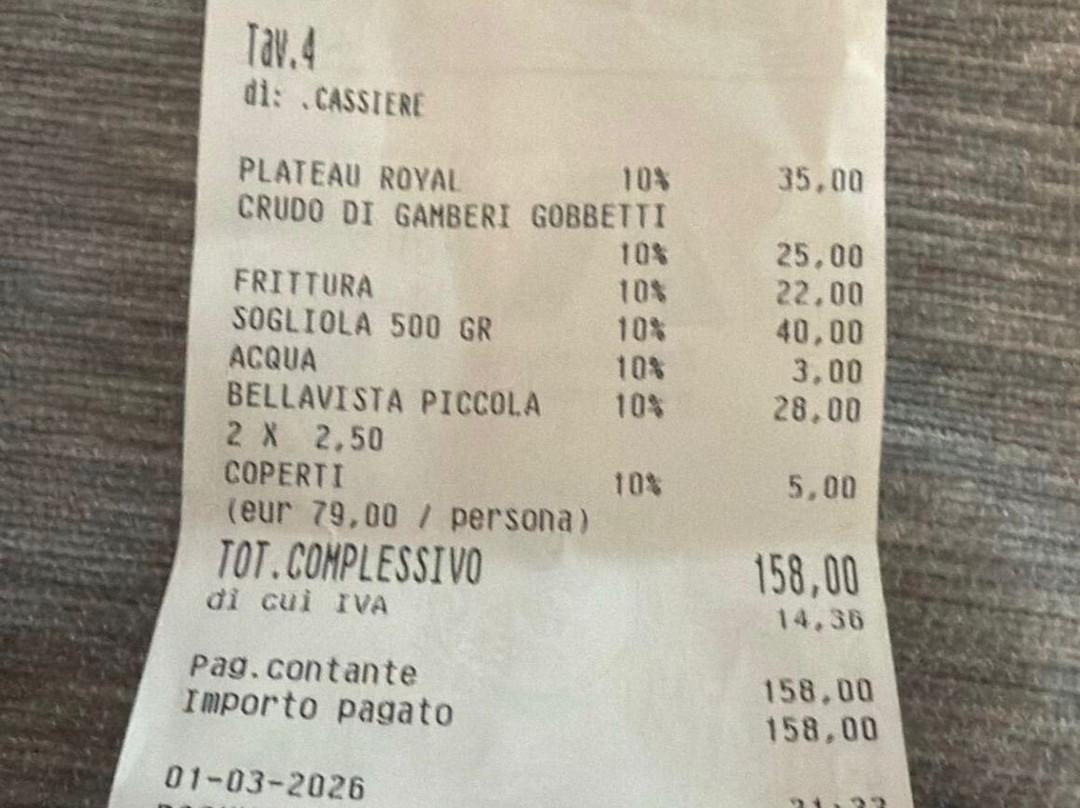 Tav.4
di: .CASSIERE
PLATEAU ROYAL 10% 35,00
CRUDO DI GAMBERI GOBBETTI
10% 25,00
FRITTURA 10% 22,00
SOGLIOLA 500 GR 10% 40,00
ACQUA 10% 3,00
BELLAVISTA PICCOLA 10% 28,00
2 X 2,50
COPERTI 10% 5,00
(eur 79,00 / persona)
TOT.COMPLESSIVO 158,00
di cui IVA 14,36
Pag.contante 158,00
Importo pagato 158,00
01-03-2026